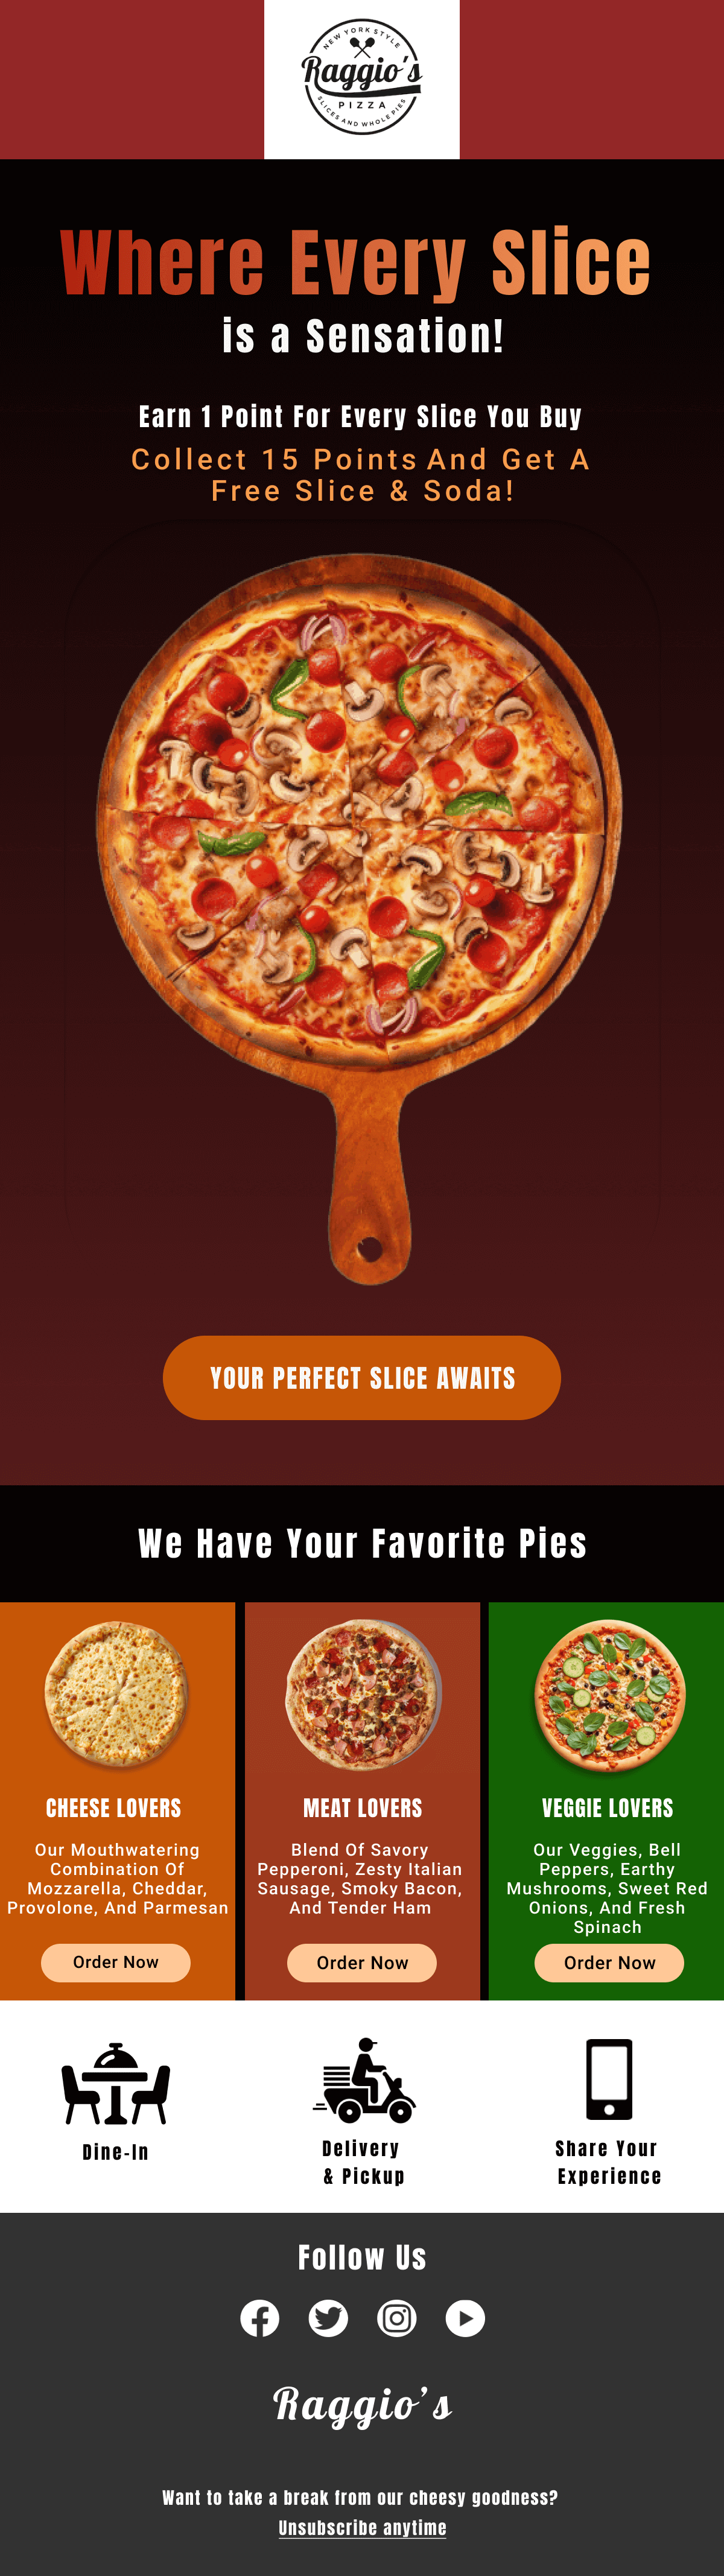 NEW YORK STYLE
Raggio's
PIZZA
SLICES AND WHOLE PIES
Where Every Slice
is a Sensation!
Earn 1 Point For Every Slice You Buy
Collect 15 Points And Get A
Free Slice & Soda!
YOUR PERFECT SLICE AWAITS
We Have Your Favorite Pies
CHEESE LOVERS
Our Mouthwatering
Combination Of
Mozzarella, Cheddar,
Provolone, And Parmesan
Order Now
MEAT LOVERS
Blend Of Savory
Pepperoni, Zesty Italian
Sausage, Smoky Bacon,
And Tender Ham
Order Now
VEGGIE LOVERS
Our Veggies, Bell
Peppers, Earthy
Mushrooms, Sweet Red
Onions, And Fresh
Spinach
Order Now
Dine-In
Delivery
& Pickup
Share Your
Experience
Follow Us
Raggio's
Want to take a break from our cheesy goodness?
Unsubscribe anytime